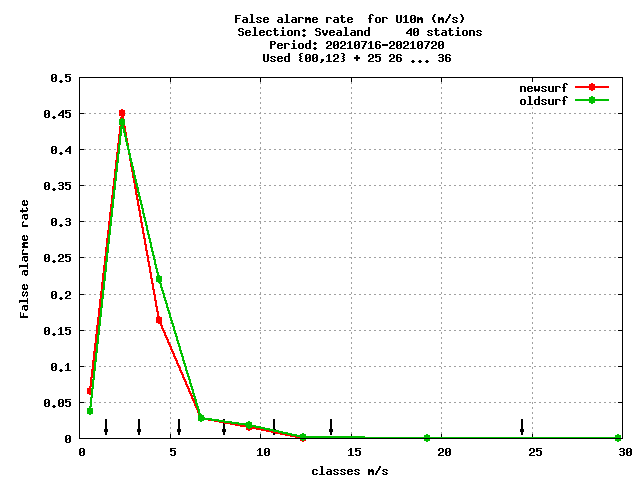 False alarme rate  for U10m (m/s)
Selection: Svealand     40 stations
Period: 20210716-20210720
Used {00,12} + 25 26 ... 36
newsurf
oldsurf
False alarme rate
0.5
0.45
0.4
0.35
0.3
0.25
0.2
0.15
0.1
0.05
0
0 5 10 15 20 25 30
classes m/s